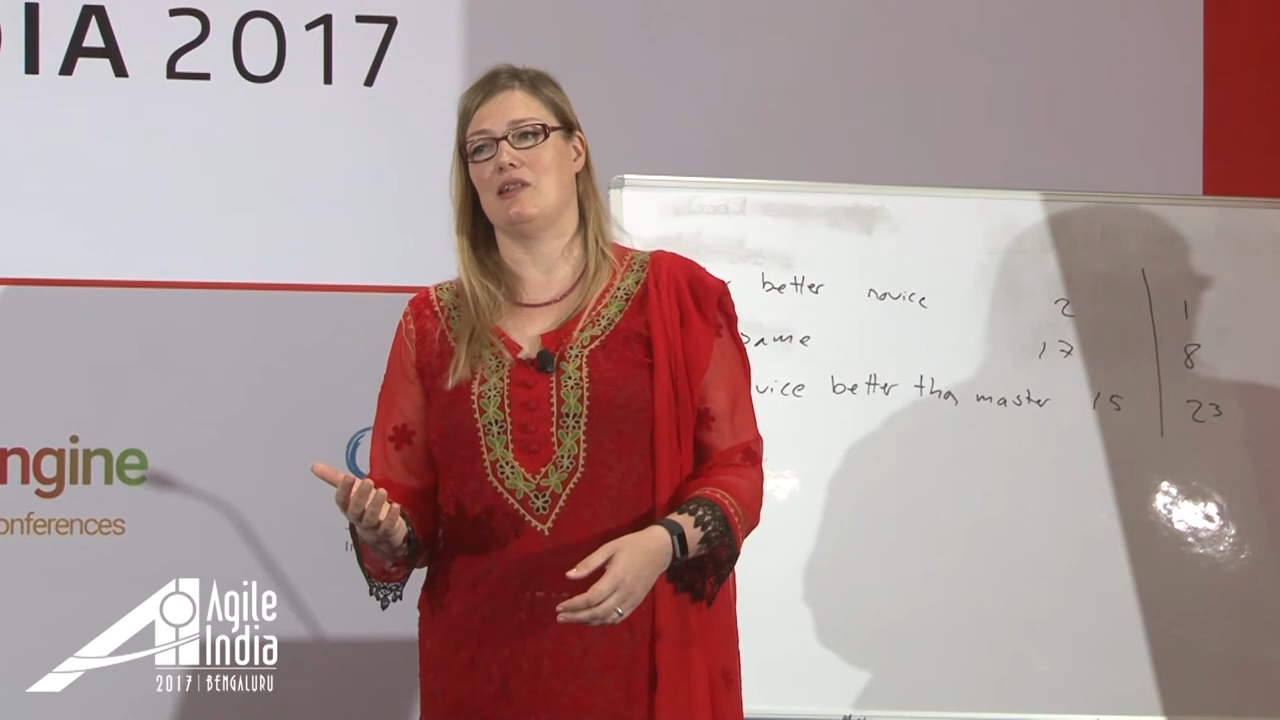 IA 2017
better novice 2 1
same 17 8
vice better than master 15 23
ngine
onferences
Agile
India
2017 | BENGALURU